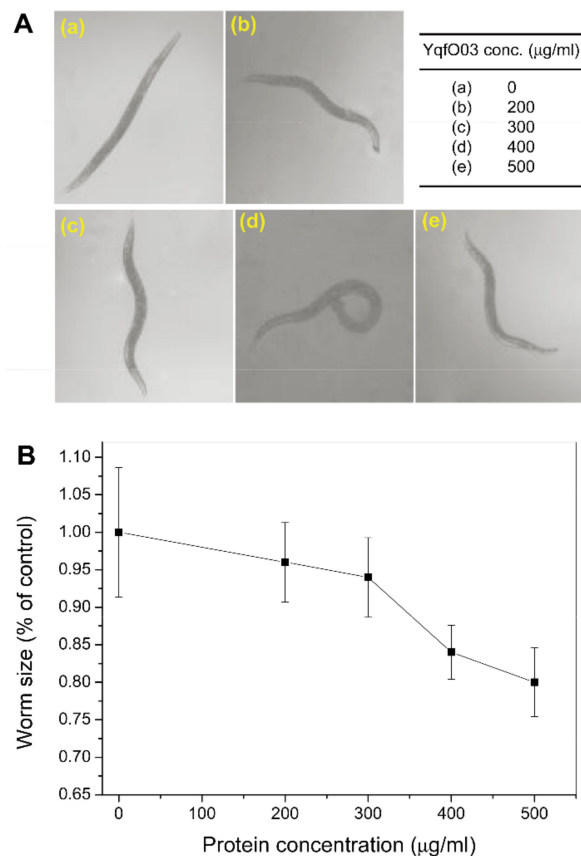 A
(a)
(b)
YqfO03 conc. (µg/ml)
(a) 0
(b) 200
(c) 300
(d) 400
(e) 500
(c)
(d)
(e)
B
1.10
1.05
1.00
0.95
0.90
0.85
0.80
0.75
0.70
0.65
Worm size (% of control)
0 100 200 300 400 500
Protein concentration (µg/ml)